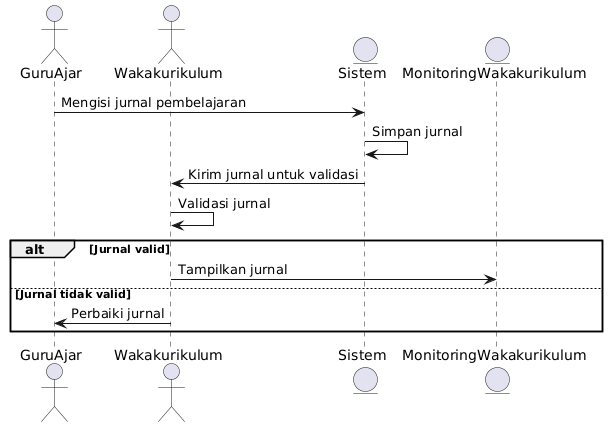 GuruAjar
Wakakurikulum
Sistem
MonitoringWakakurikulum
Mengisi jurnal pembelajaran
Simpan jurnal
Kirim jurnal untuk validasi
Validasi jurnal
alt
[Jurnal valid]
Tampilkan jurnal
[Jurnal tidak valid]
Perbaiki jurnal
GuruAjar
Wakakurikulum
Sistem
MonitoringWakakurikulum